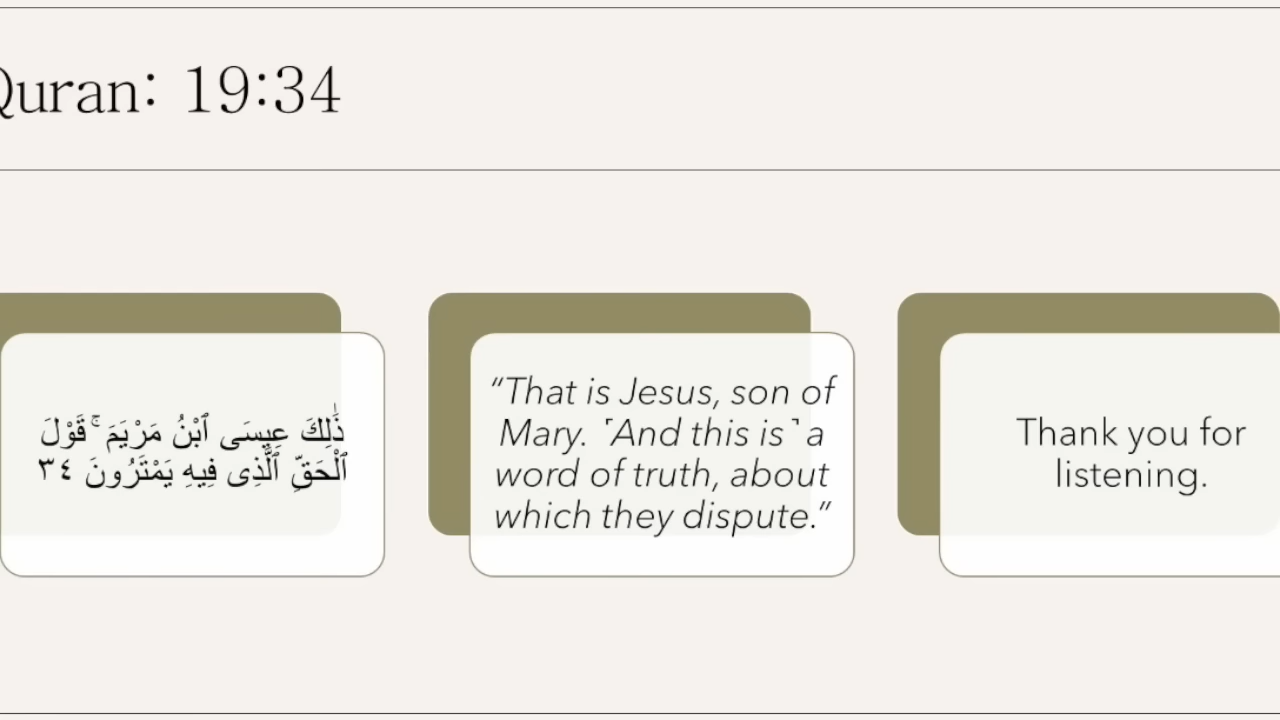 Quran: 19:34
ذَٰلِكَ عِيسَى ٱبْنُ مَرْيَمَ ۚ قَوْلَ
ٱلْحَقِّ ٱلَّذِى فِيهِ يَمْتَرُونَ ٣٤
“That is Jesus, son of
Mary. ˹And this is˺ a
word of truth, about
which they dispute.”
Thank you for
listening.